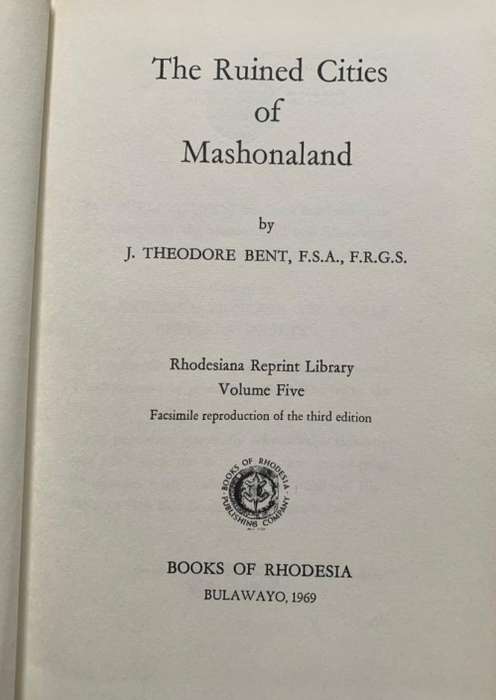 The Ruined Cities
of
Mashonaland
by
J. THEODORE BENT, F.S.A., F.R.G.S.
Rhodesiana Reprint Library
Volume Five
Facsimile reproduction of the third edition
BOOKS OF RHODESIA
PUBLISHING COMPANY
BOOKS OF RHODESIA
BULAWAYO, 1969